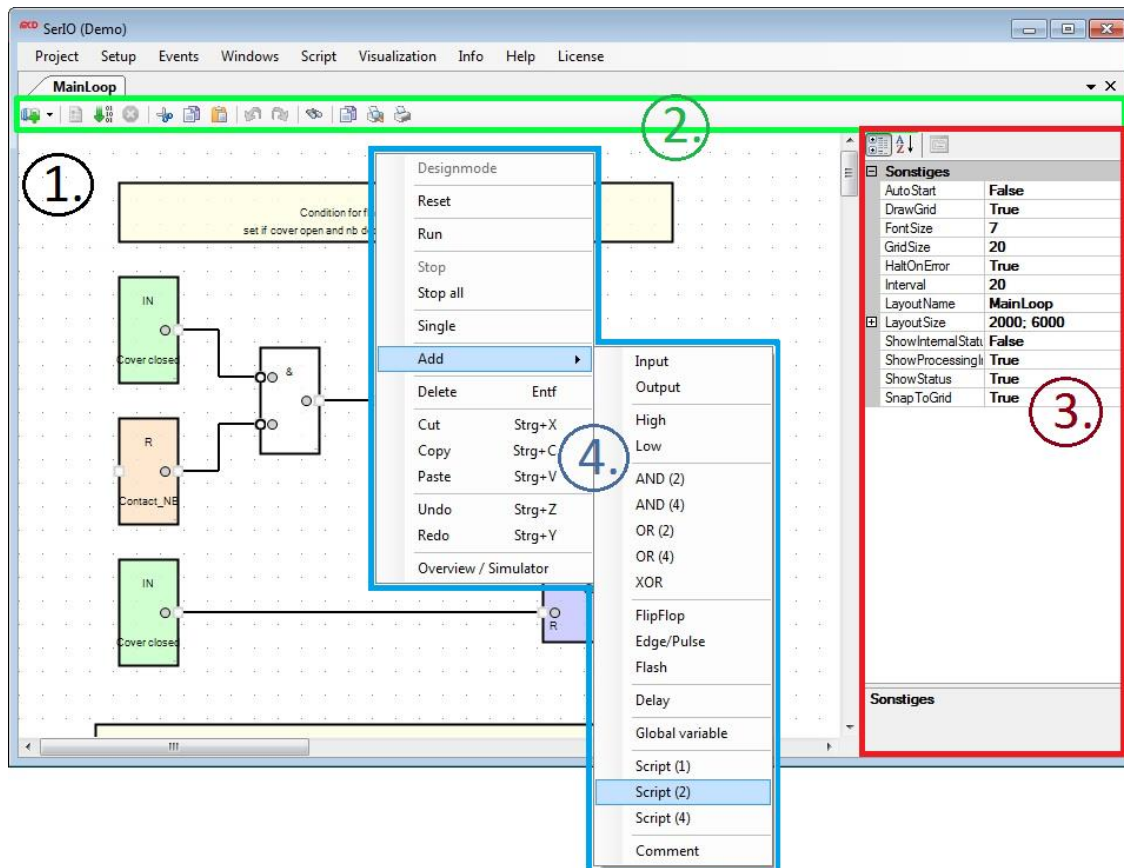 SerIO (Demo)
Project Setup Events Windows Script Visualization Info Help License
MainLoop
2.
1.
Condition for f
set if cover open and nb d
IN
Cover closed
&
R
Contact_NB
IN
Cover closed
R
Designmode
Reset
Run
Stop
Stop all
Single
Add
Delete Entf
Cut Strg+X
Copy Strg+C
Paste Strg+V
Undo Strg+Z
Redo Strg+Y
Overview / Simulator
4.
Input
Output
High
Low
AND (2)
AND (4)
OR (2)
OR (4)
XOR
FlipFlop
Edge/Pulse
Flash
Delay
Global variable
Script (1)
Script (2)
Script (4)
Comment
Sonstiges
AutoStart False
DrawGrid True
FontSize 7
GridSize 20
HaltOnError True
Interval 20
LayoutName MainLoop
LayoutSize 2000; 6000
ShowInternalStatu False
ShowProcessingI True
ShowStatus True
SnapToGrid True
3.
Sonstiges